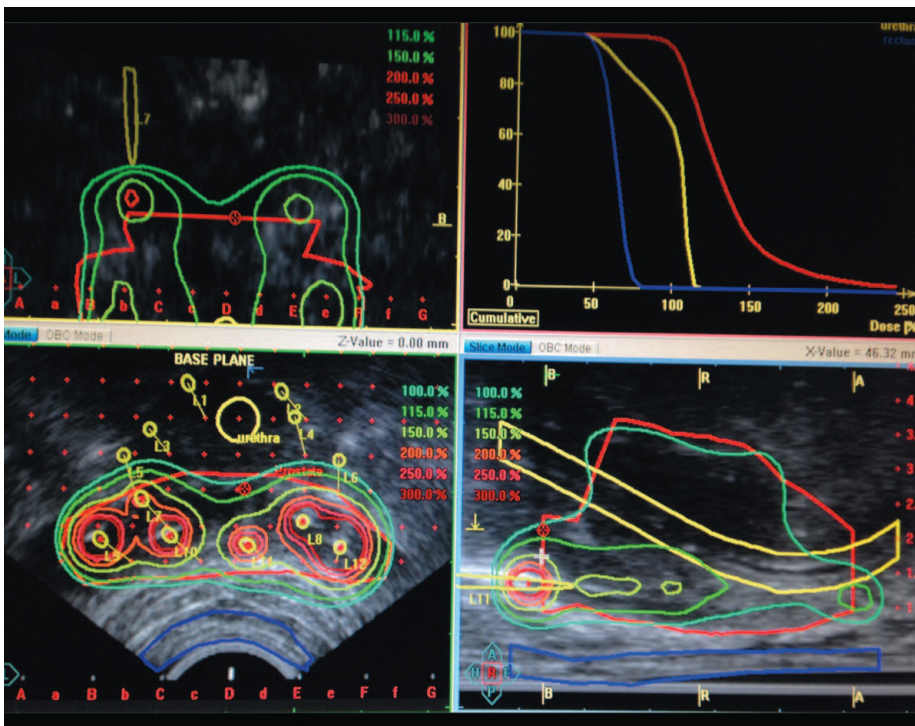 115.0 %
150.0 %
200.0 %
250.0 %
300.0 %
L7
B
A a B b C c D d E e F f G
Mode OBC Mode Z-Value = 0.00 mm
urethra
100
80
60
40
20
0
0 50 100 150 200 250
Cumulative
Dose [%
BASE PLANE
100.0 %
115.0 %
150.0 %
200.0 %
250.0 %
300.0 %
L1
L2
urethra
L4
L3
Prostate
L5
L6
L7
L8
L9
L10
L11
L12
A a B b C c D d E e F f G
Slice Mode OBC Mode X-Value = 46.32 mm
B R A
100.0 %
115.0 %
150.0 %
200.0 %
250.0 %
300.0 %
L11
A
H R F
P
B R A